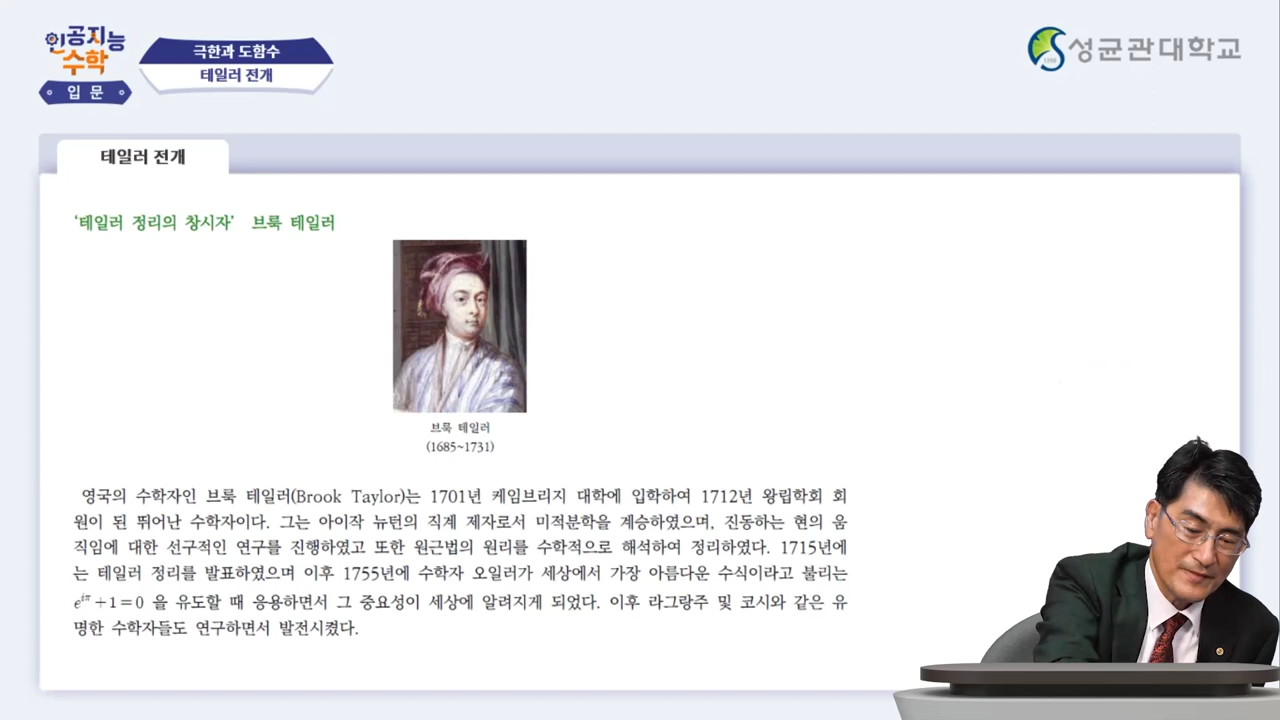 인공지능
수학
입문
극한과 도함수
테일러 전개
성균관대학교
테일러 전개
‘테일러 정리의 창시자’ 브룩 테일러
브룩 테일러
(1685~1731)
영국의 수학자인 브룩 테일러(Brook Taylor)는 1701년 케임브리지 대학에 입학하여 1712년 왕립학회 회
원이 된 뛰어난 수학자이다. 그는 아이작 뉴턴의 직계 제자로서 미적분학을 계승하였으며, 진동하는 현의 움
직임에 대한 선구적인 연구를 진행하였고 또한 원근법의 원리를 수학적으로 해석하여 정리하였다. 1715년에
는 테일러 정리를 발표하였으며 이후 1755년에 수학자 오일러가 세상에서 가장 아름다운 수식이라고 불리는
e^{iπ}+1=0 을 유도할 때 응용하면서 그 중요성이 세상에 알려지게 되었다. 이후 라그랑주 및 코시와 같은 유
명한 수학자들도 연구하면서 발전시켰다.